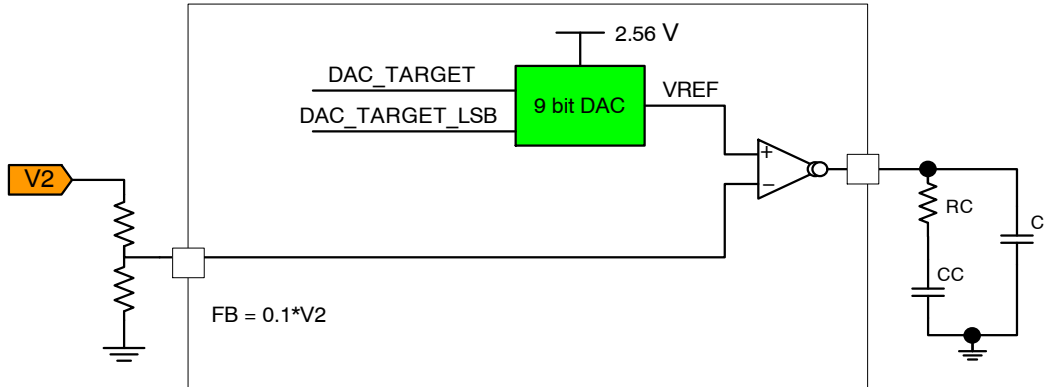 2.56 V
DAC_TARGET
9 bit DAC
VREF
DAC_TARGET_LSB
+
−
V2
RC
C
CC
FB = 0.1*V2